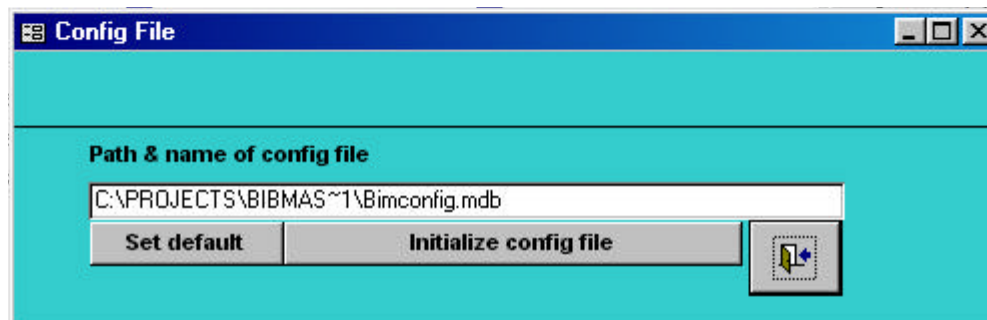 Config File
Path & name of config file
C:\PROJECTS\BIBMAS~1\Bimconfig.mdb
Set default Initialize config file